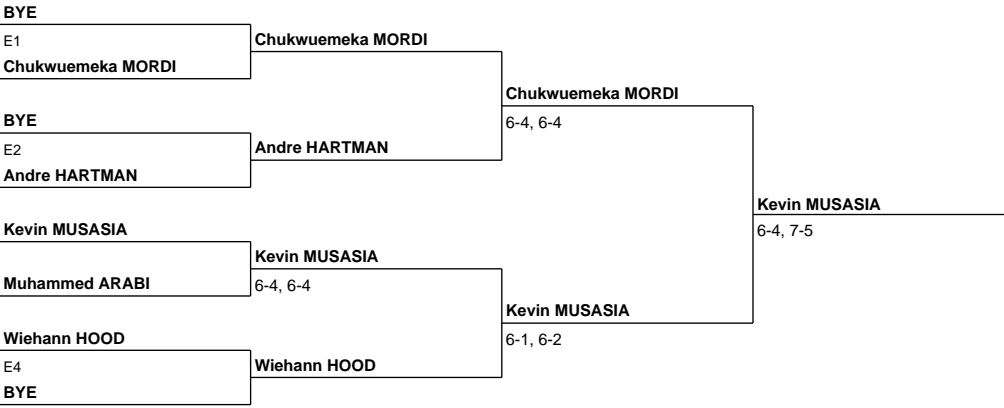 BYE
E1
Chukwuemeka MORDI
Chukwuemeka MORDI
BYE
E2
Andre HARTMAN
Andre HARTMAN
Chukwuemeka MORDI
6-4, 6-4
Kevin MUSASIA
Muhammed ARABI
Kevin MUSASIA
6-4, 6-4
Wiehann HOOD
E4
BYE
Wiehann HOOD
Kevin MUSASIA
6-1, 6-2
Kevin MUSASIA
6-4, 7-5